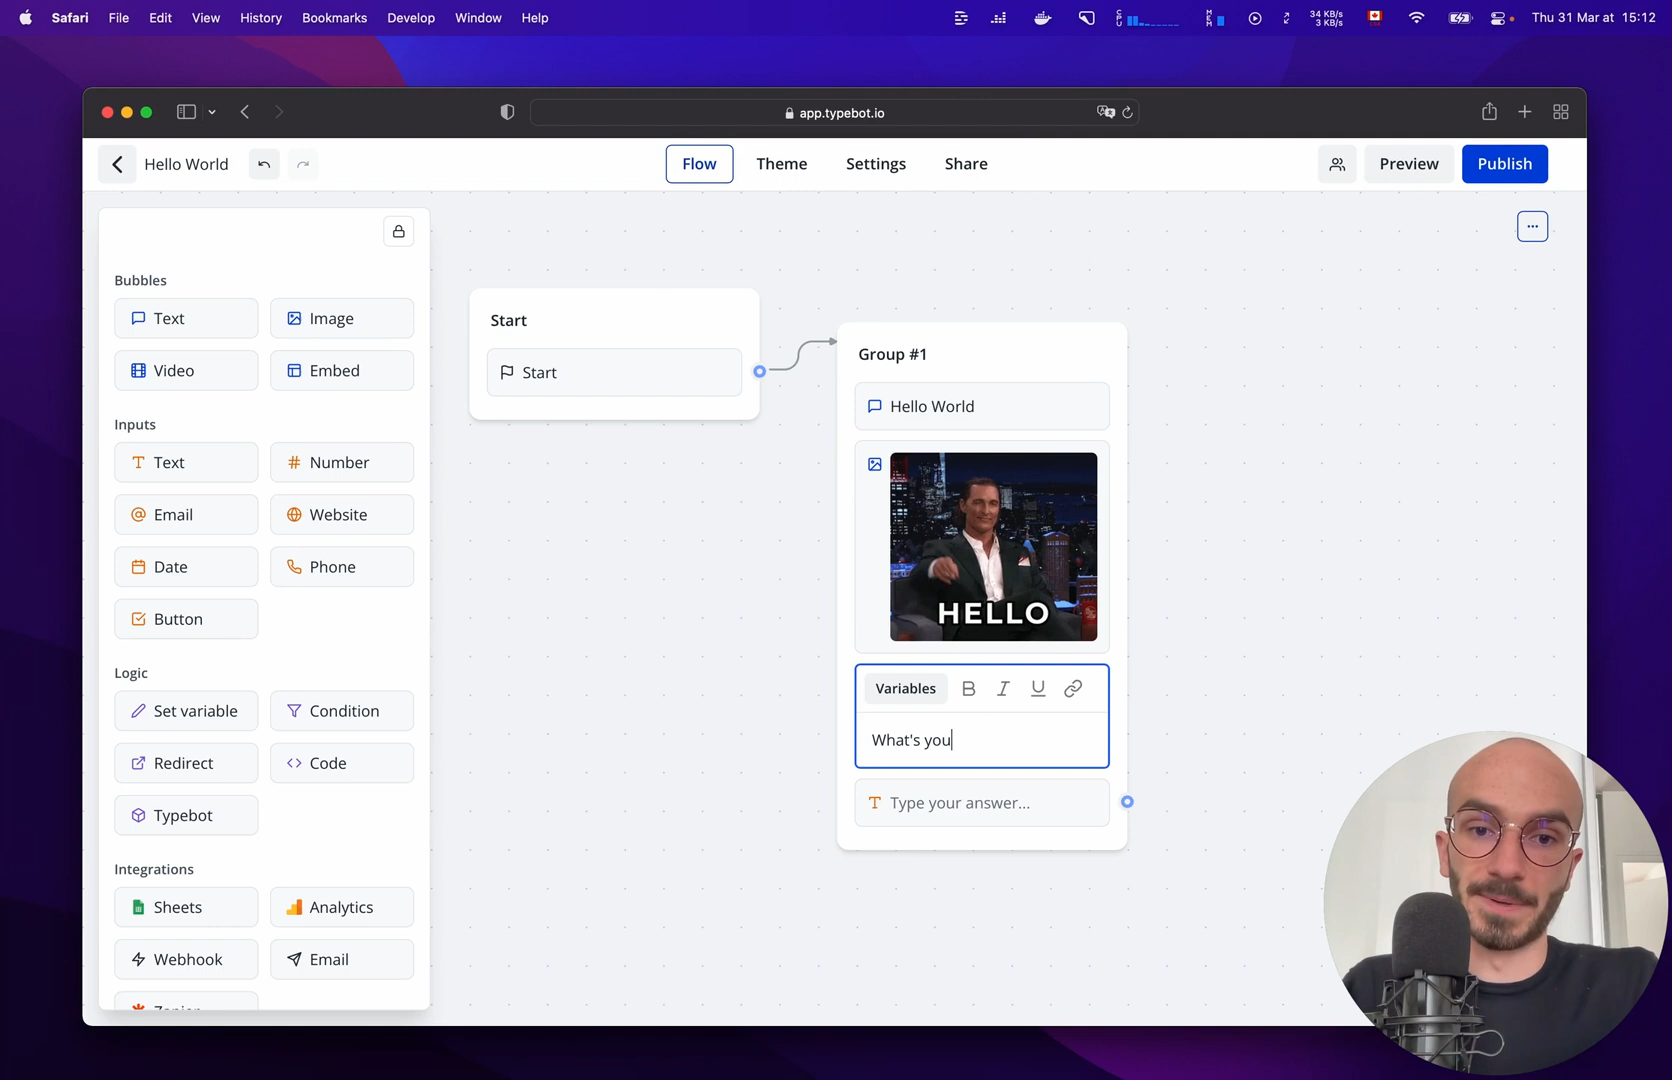 Safari File Edit View History Bookmarks Develop Window Help
CPU
MEM
34 KB/s
3 KB/s
Thu 31 Mar at 15:12
app.typebot.io
Hello World
Flow
Theme
Settings
Share
Preview
Publish
Bubbles
Text
Image
Video
Embed
Inputs
Text
Number
Email
Website
Date
Phone
Button
Logic
Set variable
Condition
Redirect
Code
Typebot
Integrations
Sheets
Analytics
Webhook
Email
Start
Start
Group #1
Hello World
HELLO
Variables
B I U
What's you
Type your answer...